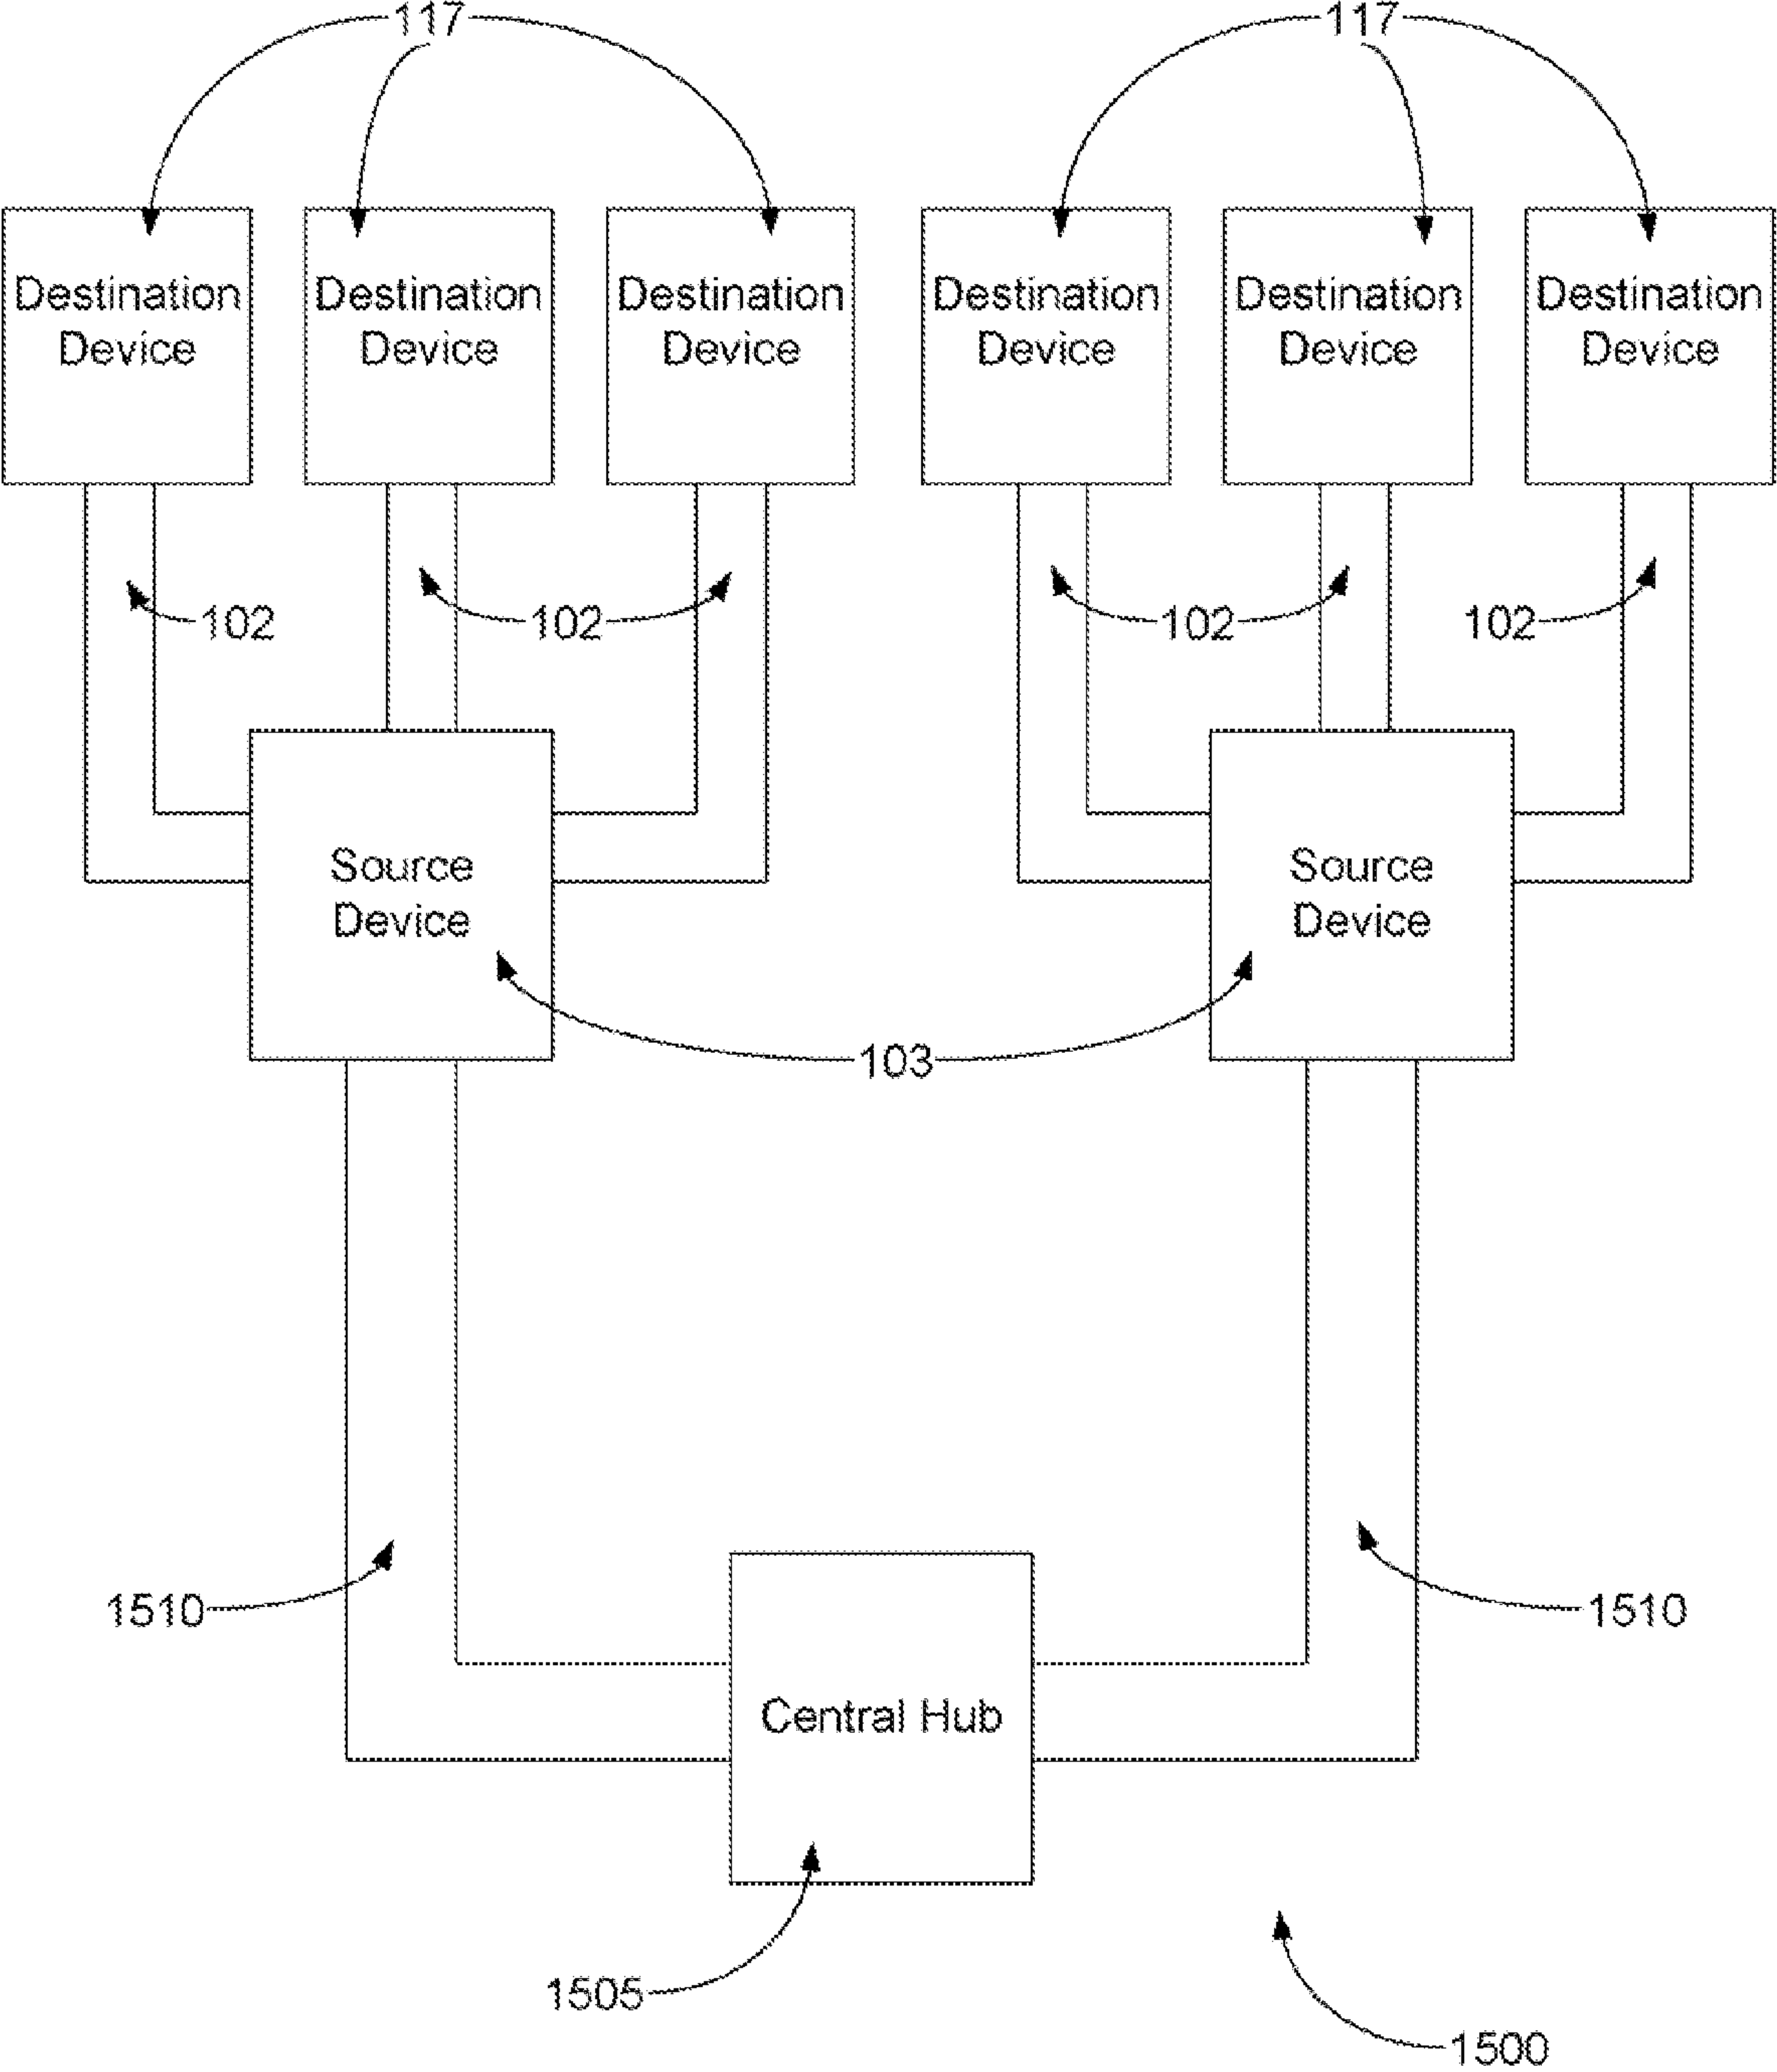 117 117
Destination Destination Destination Destination Destination Destination
Device Device Device Device Device Device
102 102 102 102
Source Source
Device Device
103
1510 1510
Central Hub
1505
1500